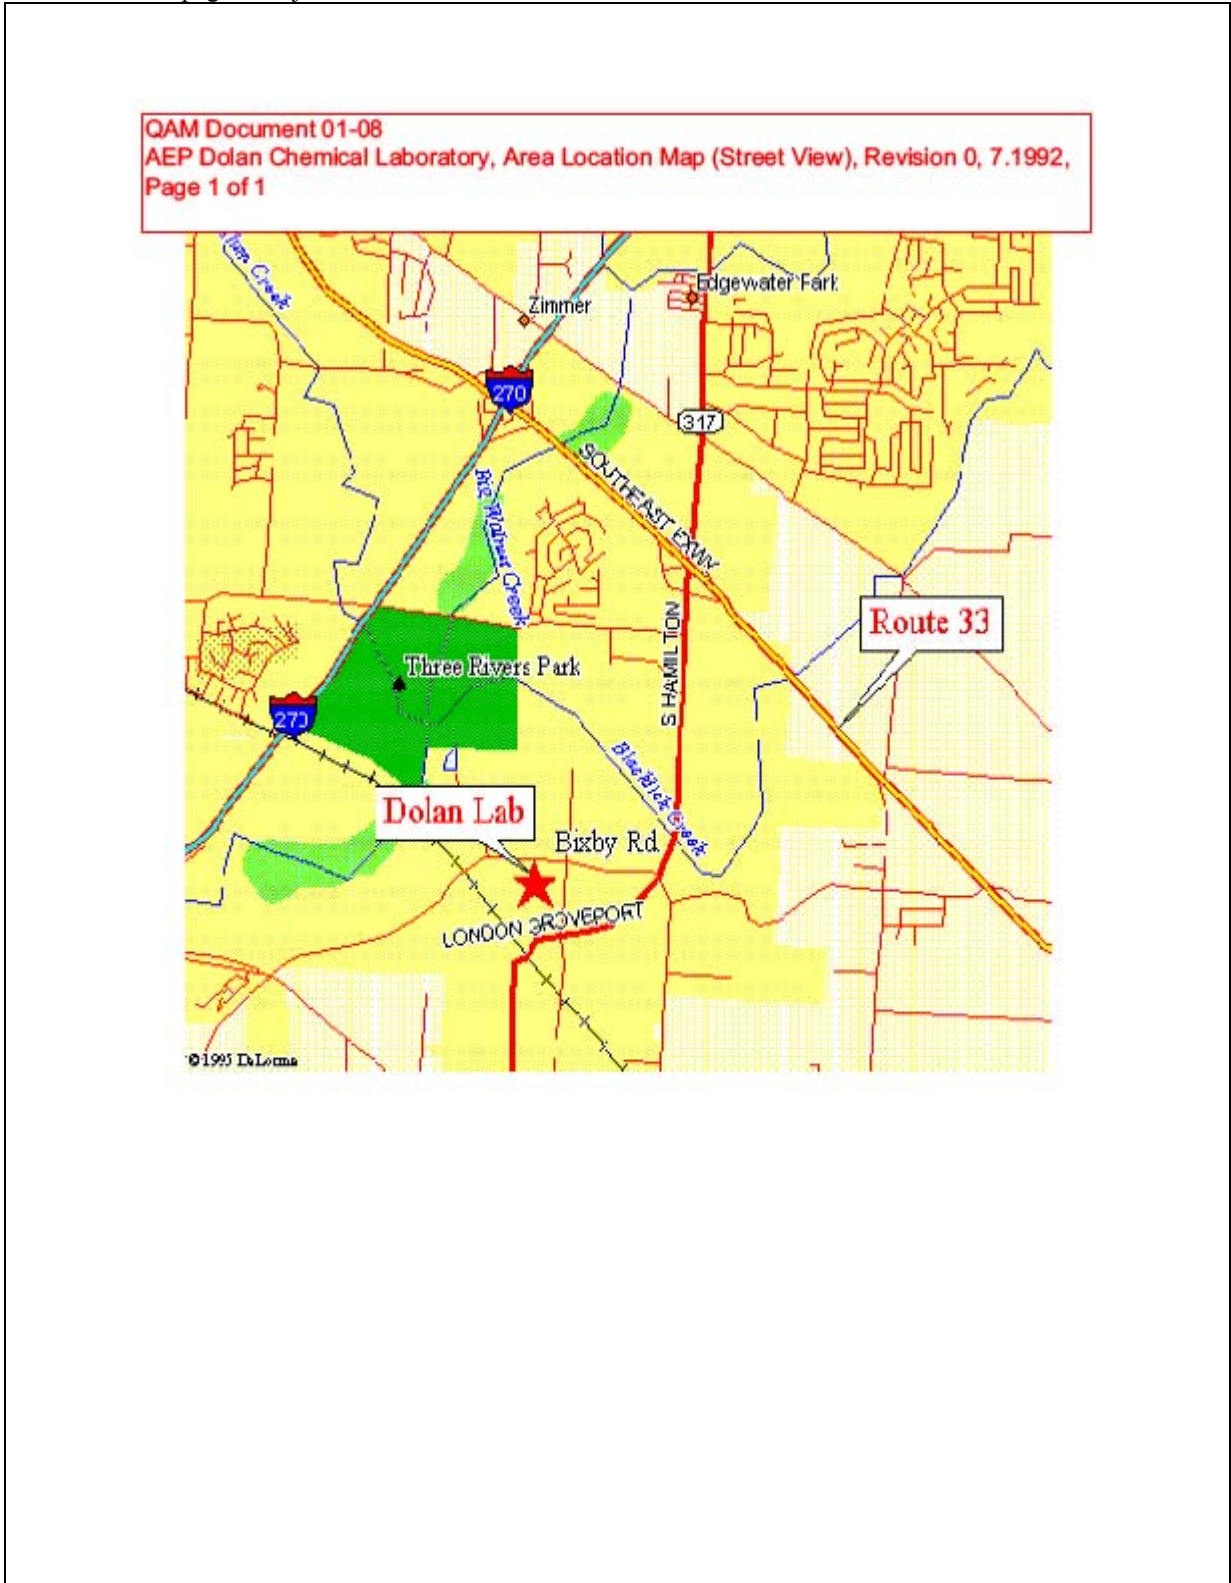 QAM Document 01-08
AEP Dolan Chemical Laboratory, Area Location Map (Street View), Revision 0, 7.1992,
Page 1 of 1
Creek
Edgewater Park
Zimmer
270
317
SOUTHEAST EXWY
Big Walnut Creek
Route 33
S HAMILTON
Three Rivers Park
270
Blacklick Creek
Dolan Lab
Bixby Rd
LONDON GROVEPORT
©1995 DeLorme